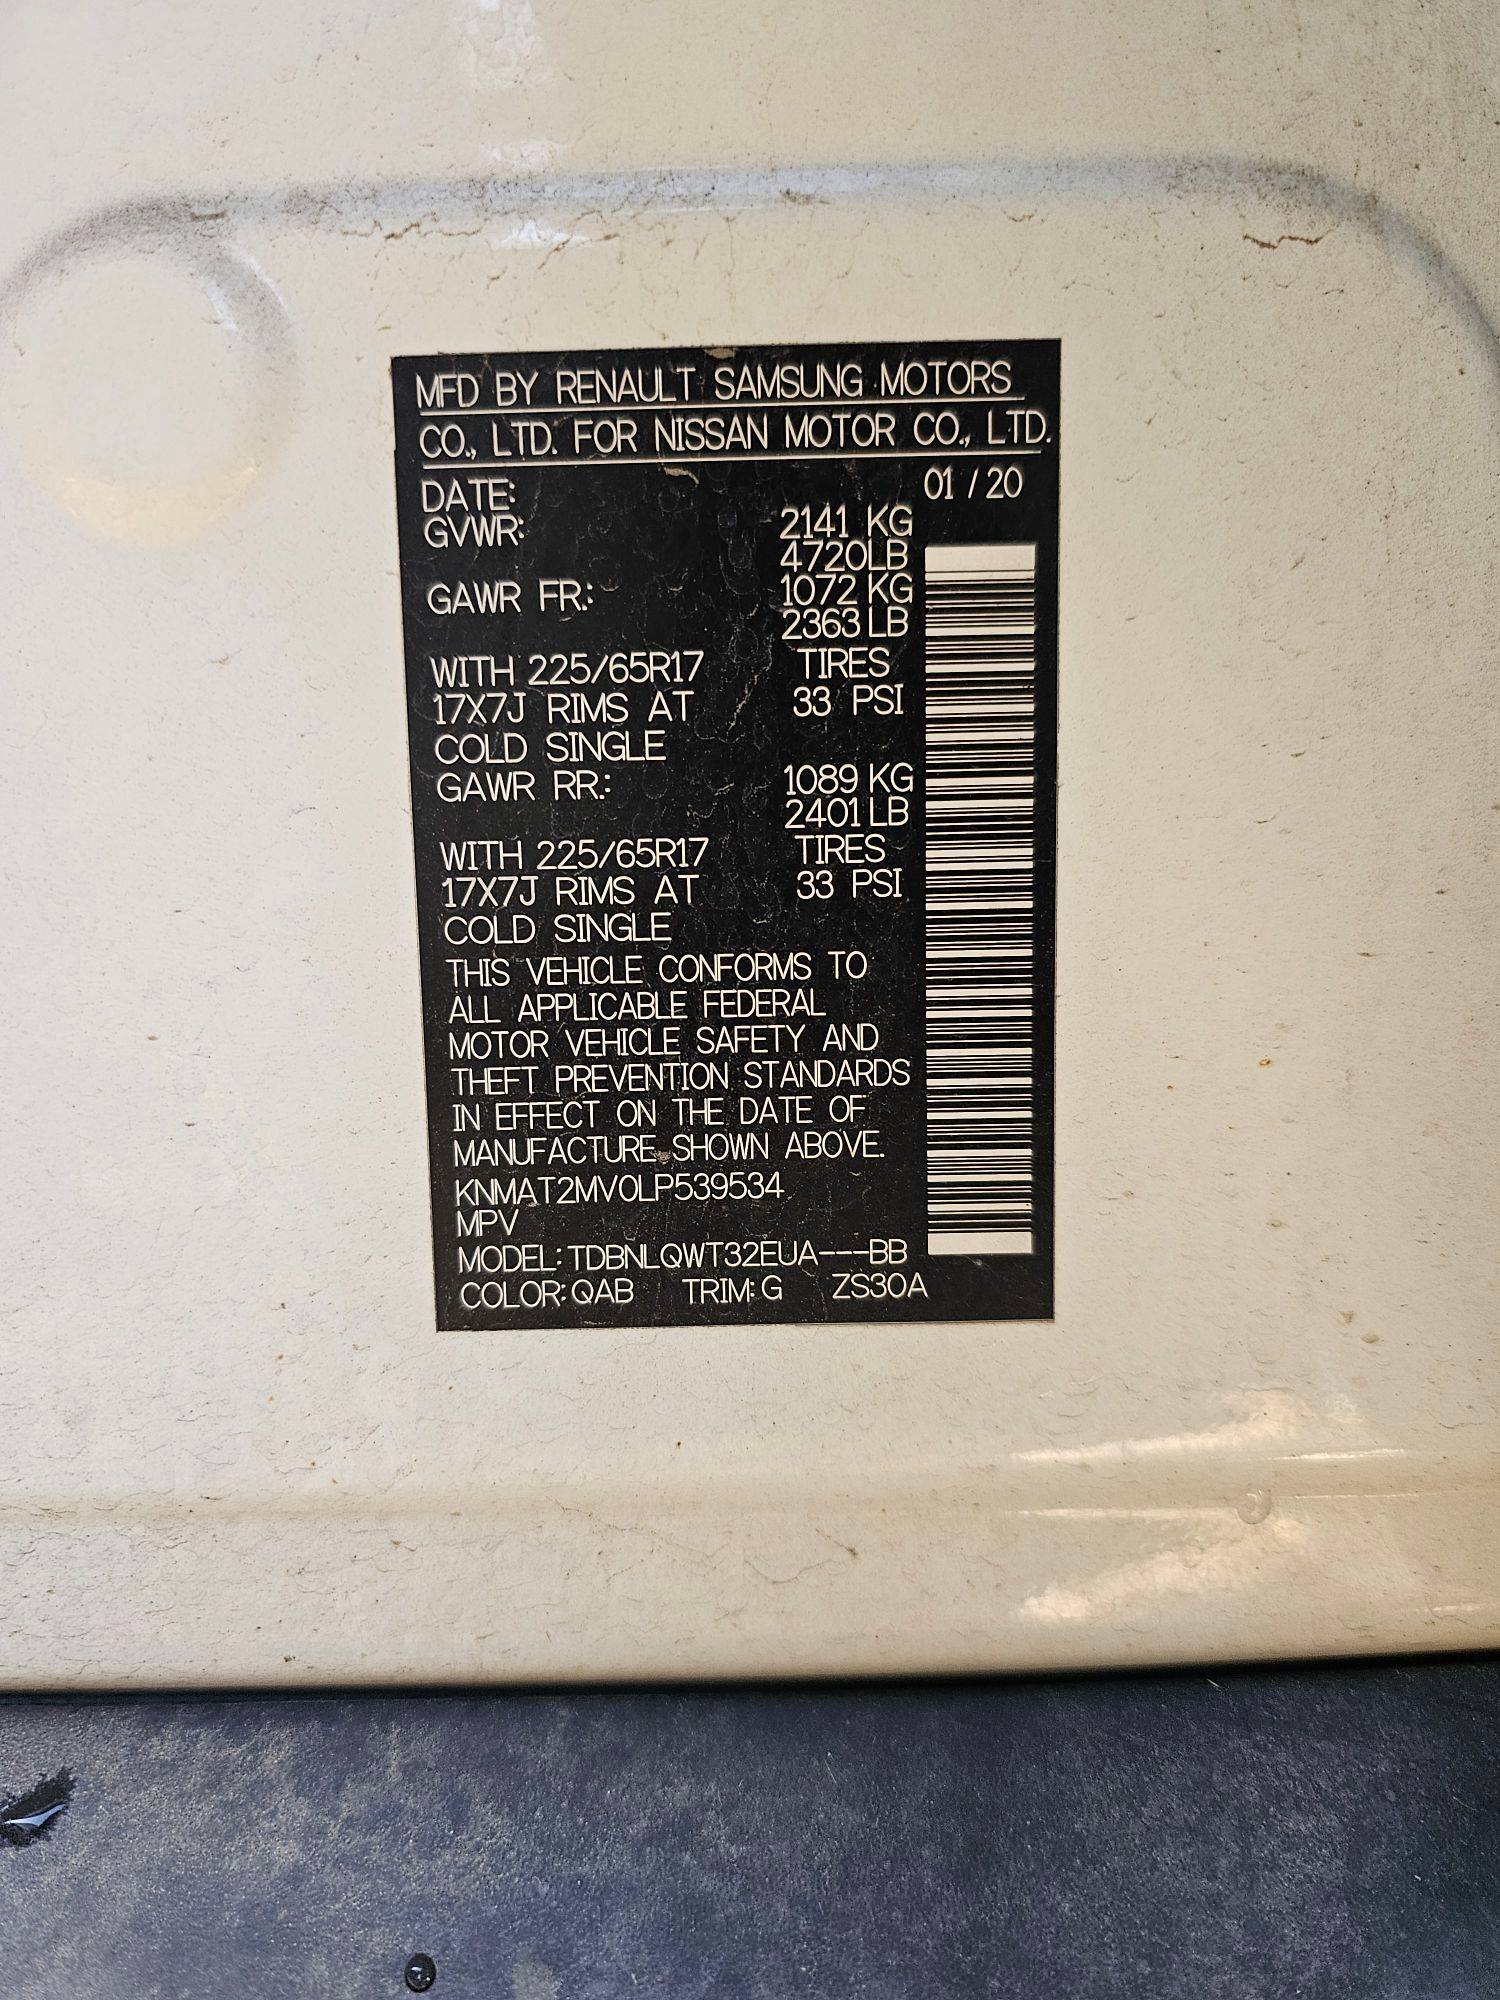 MFD BY RENAULT SAMSUNG MOTORS
CO., LTD. FOR NISSAN MOTOR CO., LTD.
DATE: 01 / 20
GVWR: 2141 KG
4720LB
GAWR FR.: 1072 KG
2363 LB
WITH 225/65R17 TIRES
17X7J RIMS AT 33 PSI
COLD SINGLE
GAWR RR.: 1089 KG
2401 LB
WITH 225/65R17 TIRES
17X7J RIMS AT 33 PSI
COLD SINGLE
THIS VEHICLE CONFORMS TO
ALL APPLICABLE FEDERAL
MOTOR VEHICLE SAFETY AND
THEFT PREVENTION STANDARDS
IN EFFECT ON THE DATE OF
MANUFACTURE SHOWN ABOVE.
KNMAT2MV0LP539534
MPV
MODEL: TDBNLQWT32EUA---BB
COLOR: QAB TRIM: G ZS30A